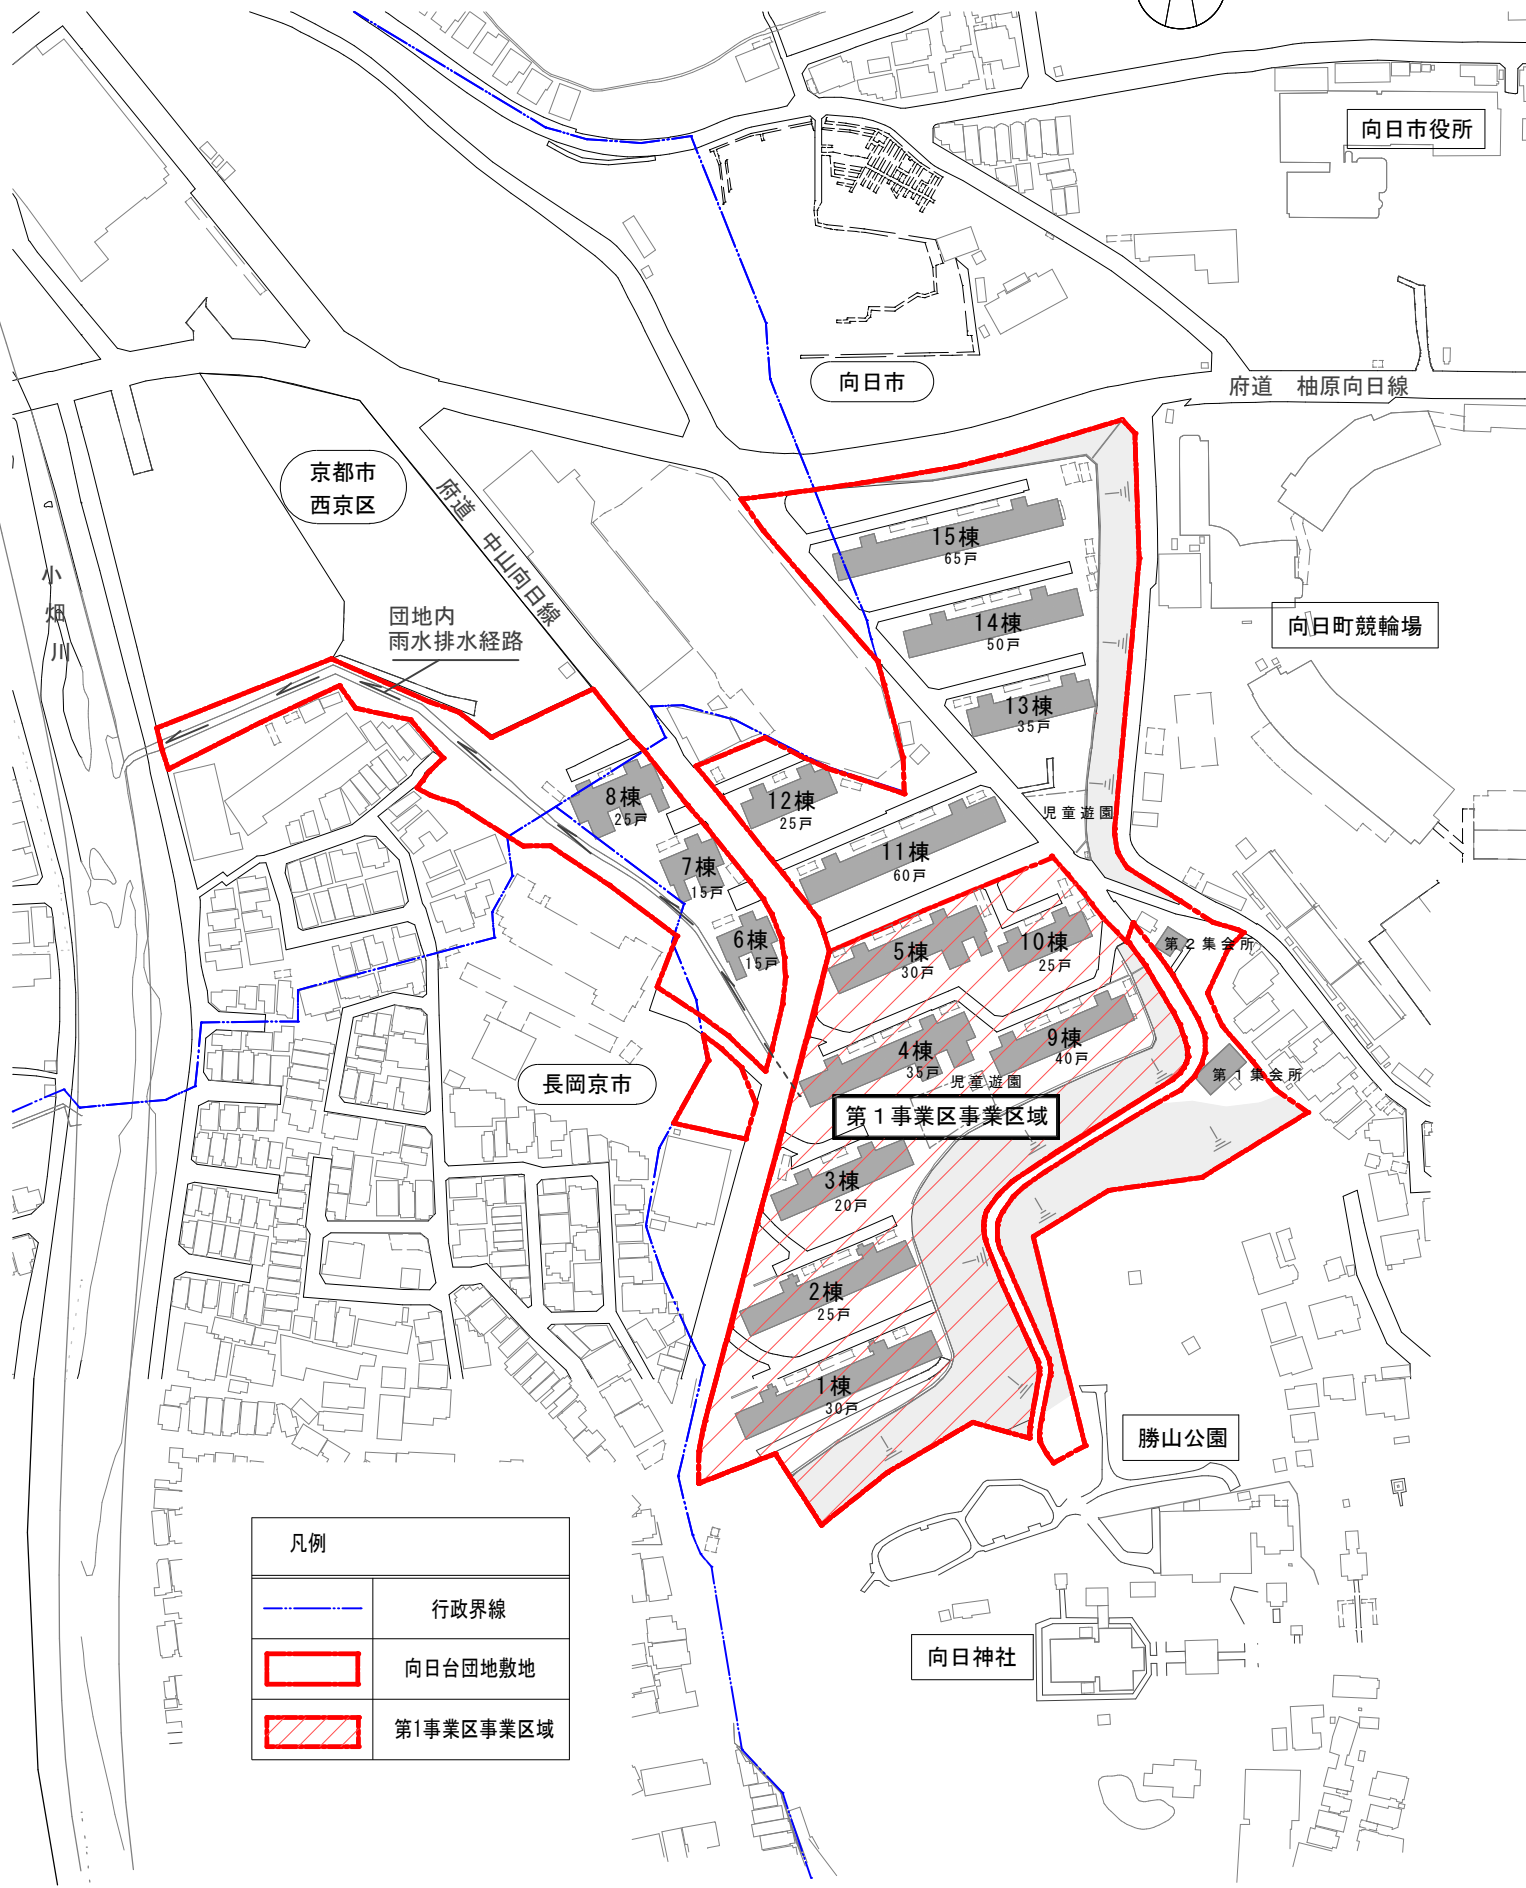 向日市役所
向日市
府道　柚原向日線
京都市
西京区
府道　中山向日線
小畑川
団地内
雨水排水経路
向日町競輪場
15棟
65戸
14棟
50戸
13棟
35戸
児童遊園
8棟
25戸
12棟
25戸
7棟
15戸
11棟
60戸
6棟
15戸
5棟
30戸
10棟
25戸
第２集会所
4棟
35戸
9棟
40戸
児童遊園
第１集会所
長岡京市
第１事業区事業区域
3棟
20戸
2棟
25戸
1棟
30戸
勝山公園
向日神社
凡例
行政界線
向日台団地敷地
第1事業区事業区域